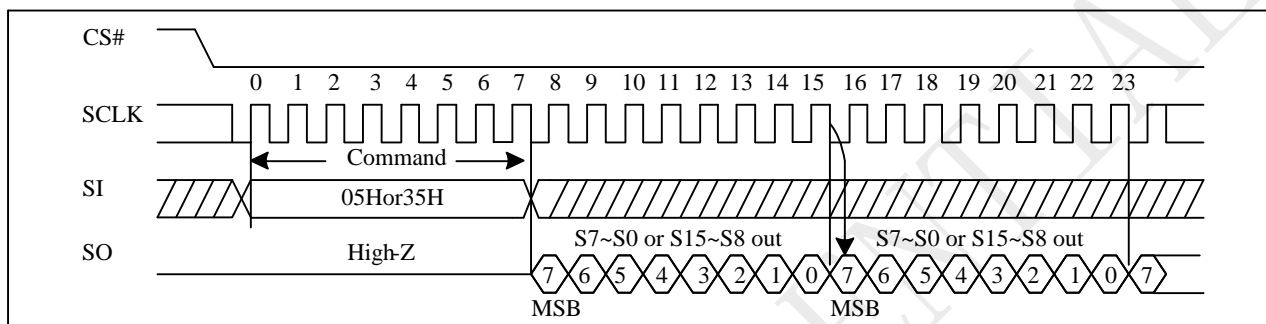 CS#
0 1 2 3 4 5 6 7 8 9 10 11 12 13 14 15 16 17 18 19 20 21 22 23
SCLK
Command
SI
05Hor35H
S7~S0 or S15~S8 out S7~S0 or S15~S8 out
SO
High-Z
7 6 5 4 3 2 1 0 7 6 5 4 3 2 1 0 7
MSB MSB
NTIAL